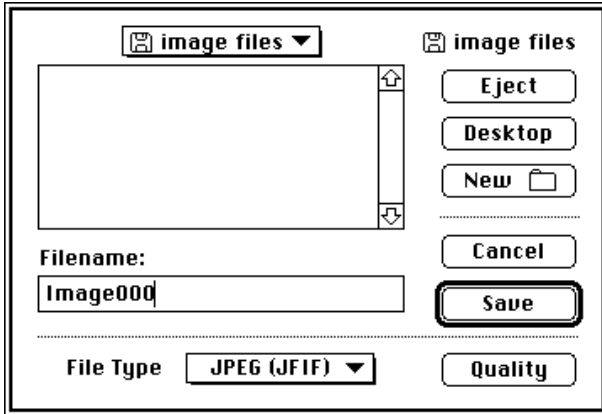 image files
image files
Eject
Desktop
New
Filename:
Image000
Cancel
Save
File Type
JPEG (JFIF)
Quality